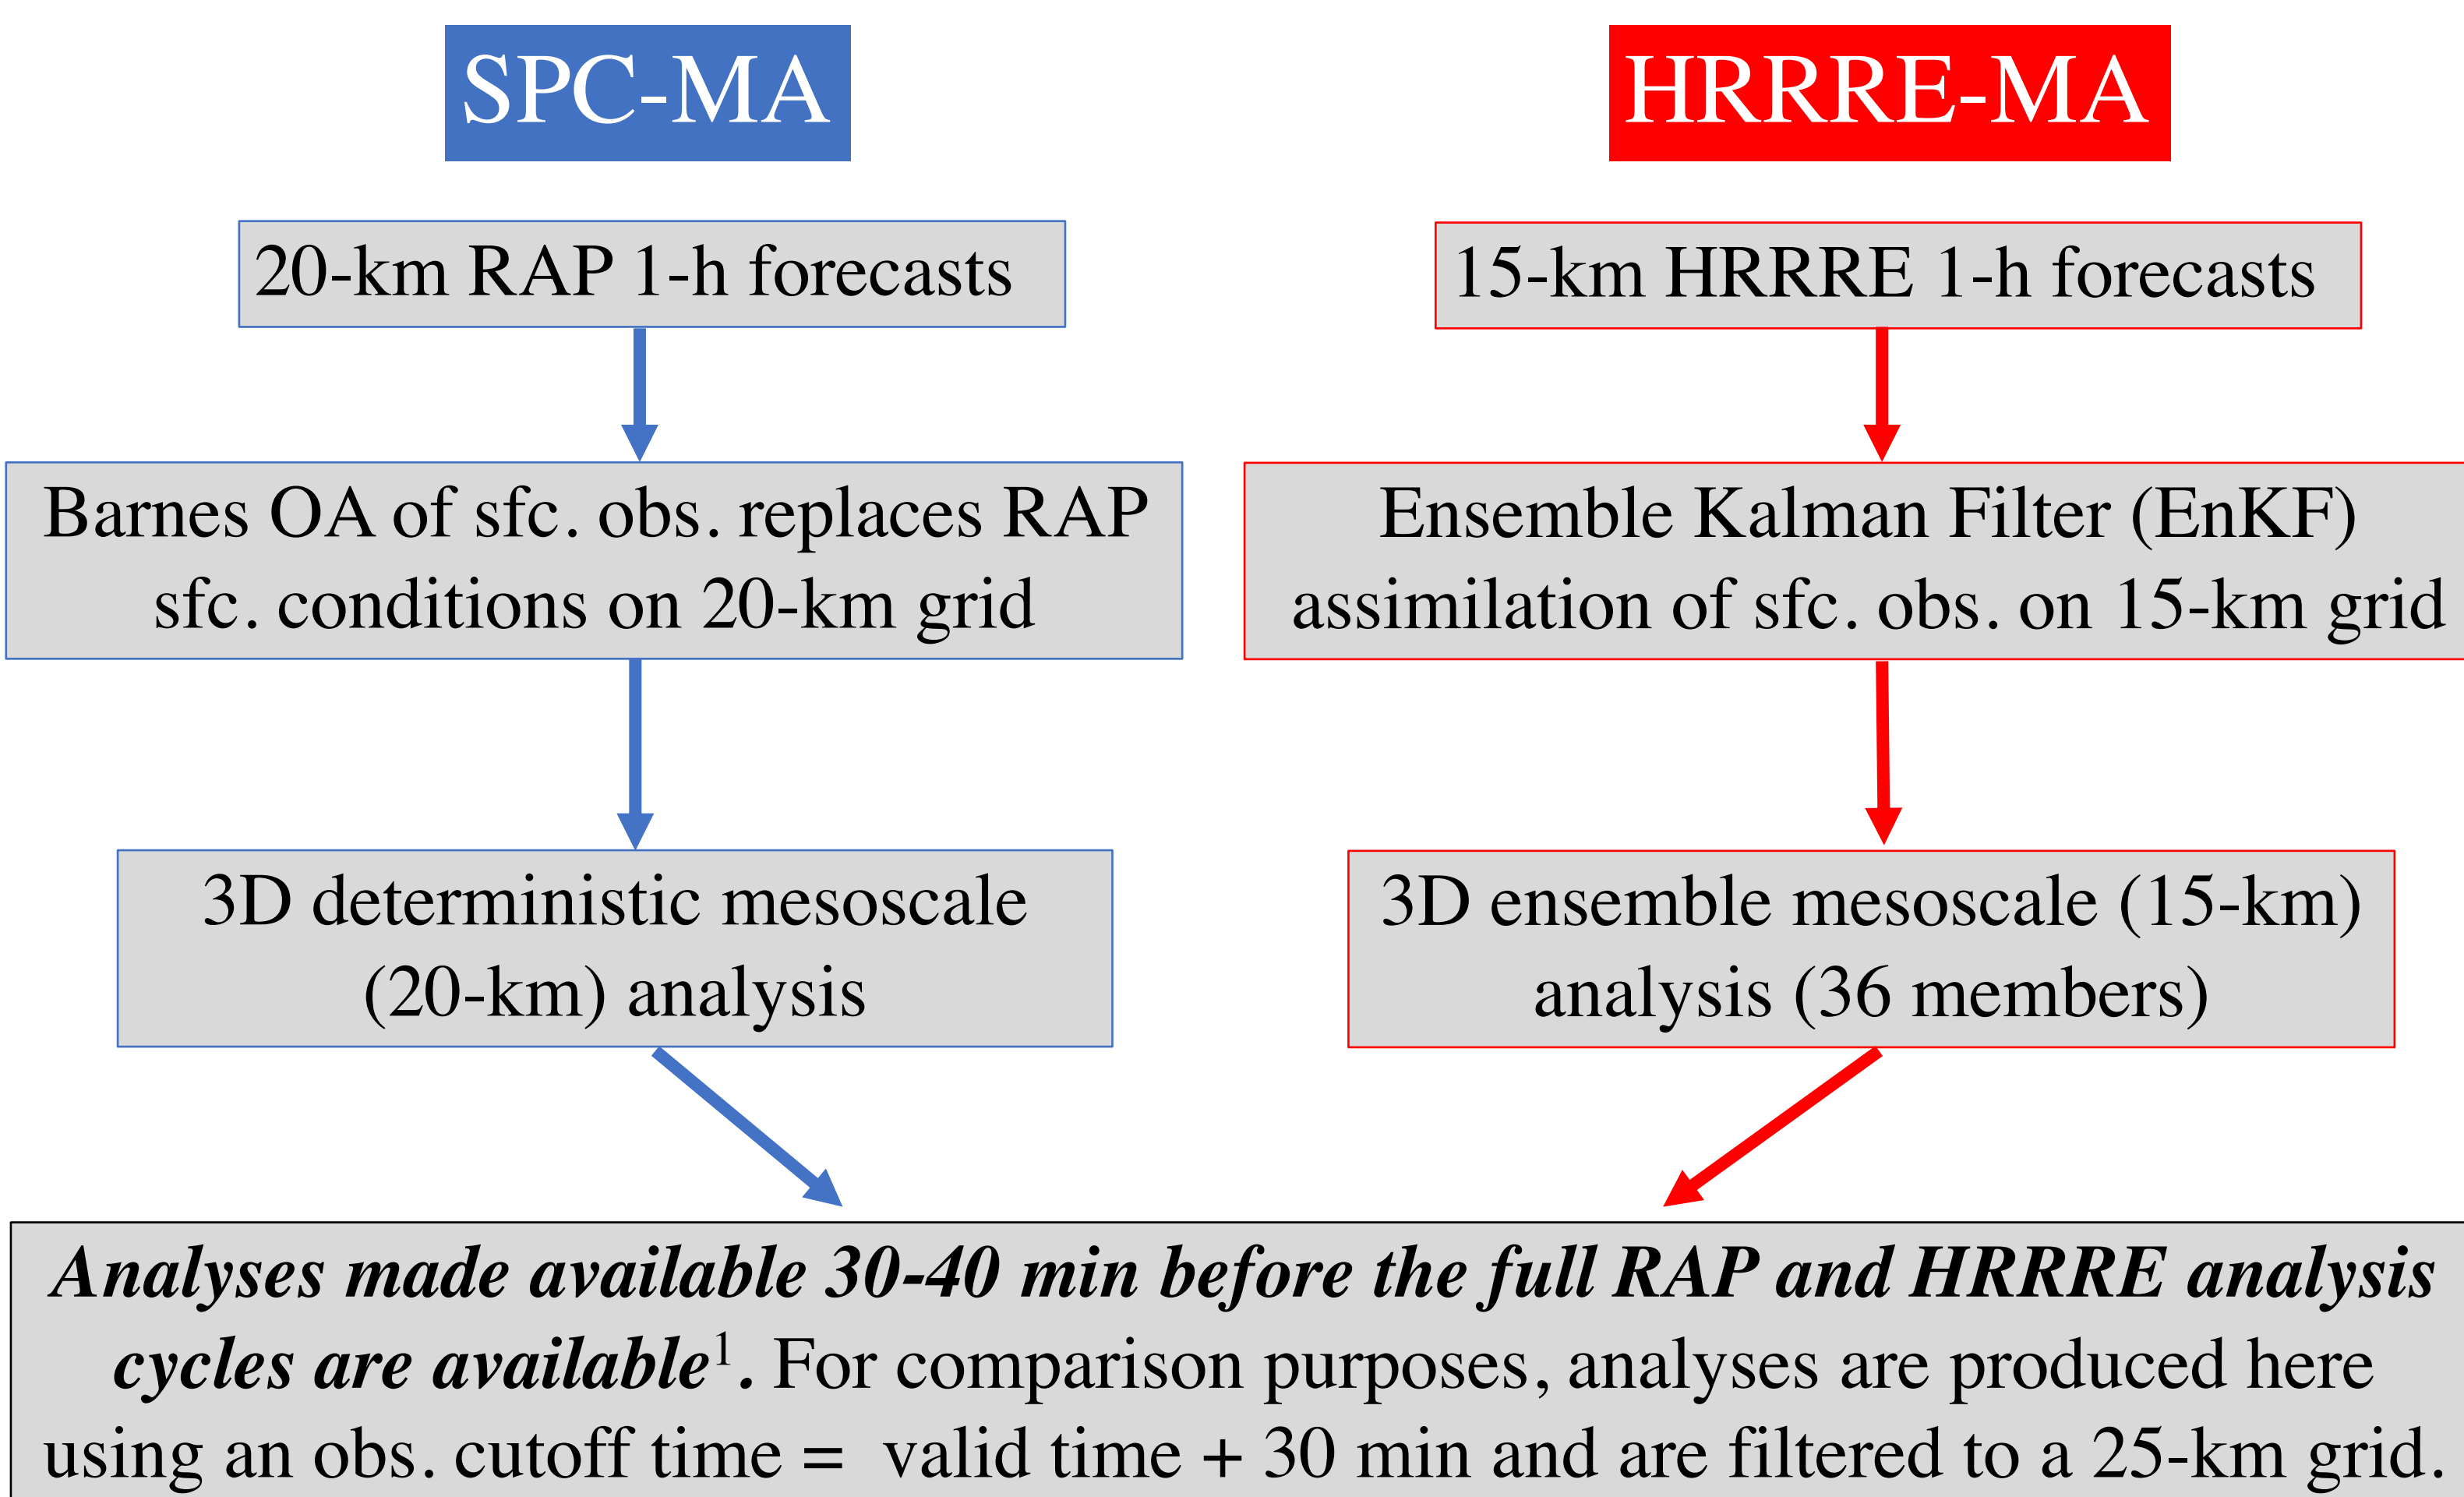 SPC-MA
20-km RAP 1-h forecasts
Barnes OA of sfc. obs. replaces RAP
sfc. conditions on 20-km grid
3D deterministic mesoscale
(20-km) analysis
HRRRE-MA
15-km HRRRE 1-h forecasts
Ensemble Kalman Filter (EnKF)
assimilation of sfc. obs. on 15-km grid
3D ensemble mesoscale (15-km)
analysis (36 members)
Analyses made available 30-40 min before the full RAP and HRRRE analysis
cycles are available¹. For comparison purposes, analyses are produced here
using an obs. cutoff time = valid time + 30 min and are filtered to a 25-km grid.